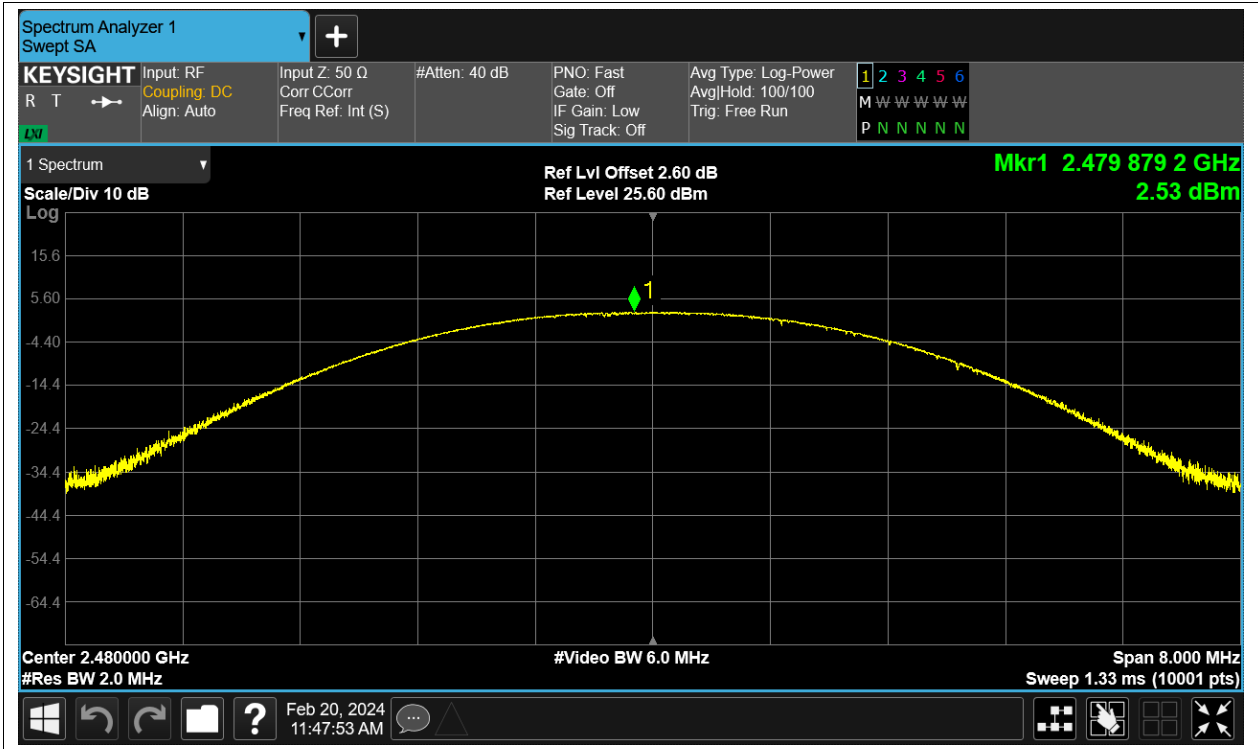 Spectrum Analyzer 1
Swept SA
+
KEYSIGHT
R T
LXI
Input: RF
Coupling: DC
Align: Auto
Input Z: 50 Ω
Corr CCorr
Freq Ref: Int (S)
#Atten: 40 dB
PNO: Fast
Gate: Off
IF Gain: Low
Sig Track: Off
Avg Type: Log-Power
Avg|Hold: 100/100
Trig: Free Run
1 2 3 4 5 6
M W W W W W
P N N N N N
1 Spectrum
Scale/Div 10 dB
Log
Ref Lvl Offset 2.60 dB
Ref Level 25.60 dBm
Mkr1 2.479 879 2 GHz
2.53 dBm
15.6
5.60
1
-4.40
-14.4
-24.4
-34.4
-44.4
-54.4
-64.4
Center 2.480000 GHz
#Video BW 6.0 MHz
Span 8.000 MHz
#Res BW 2.0 MHz
Sweep 1.33 ms (10001 pts)
?
Feb 20, 2024
11:47:53 AM